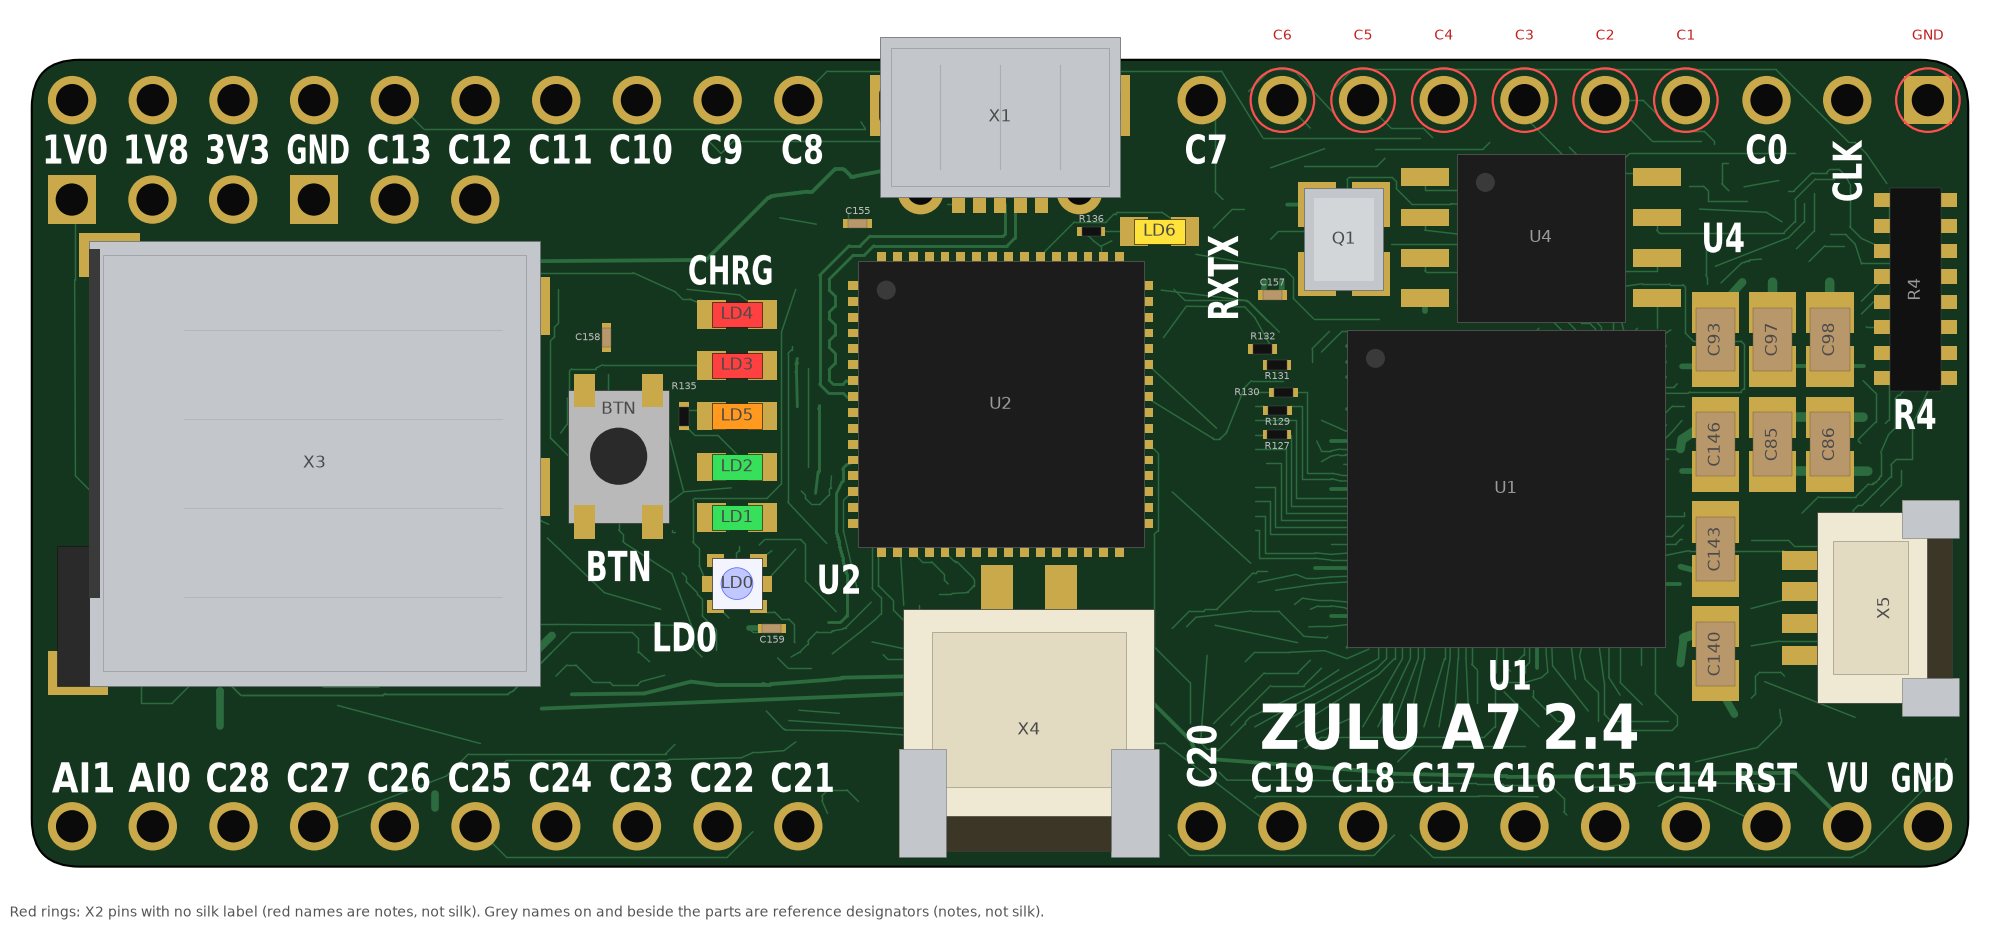 C6 C5 C4 C3 C2 C1 GND
X1
1V0 1V8 3V3 GND C13 C12 C11 C10 C9 C8 C7 C0 CLK
C155
R136
LD6
RXTX
Q1
U4
U4
CHRG
C157
R4
LD4
C158
R132
C93 C97 C98
LD3
R131
R135
R130
BTN
LD5
U2
R129
R4
R127
C146 C85 C86
X3
LD2
U1
LD1
C143
BTN
U2
LD0
X5
LD0
C159
C140
U1
X4
ZULU A7 2.4
C20
AI1 AI0 C28 C27 C26 C25 C24 C23 C22 C21 C19 C18 C17 C16 C15 C14 RST VU GND
Red rings: X2 pins with no silk label (red names are notes, not silk). Grey names on and beside the parts are reference designators (notes, not silk).